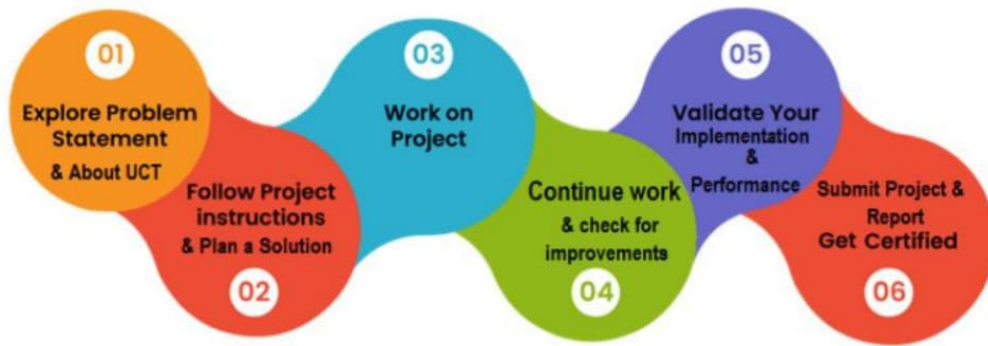 01
Explore Problem
Statement
& About UCT
Follow Project
instructions
& Plan a Solution
02
03
Work on
Project
Continue work
& check for
improvements
04
05
Validate Your
Implementation
&
Performance
Submit Project &
Report
Get Certified
06